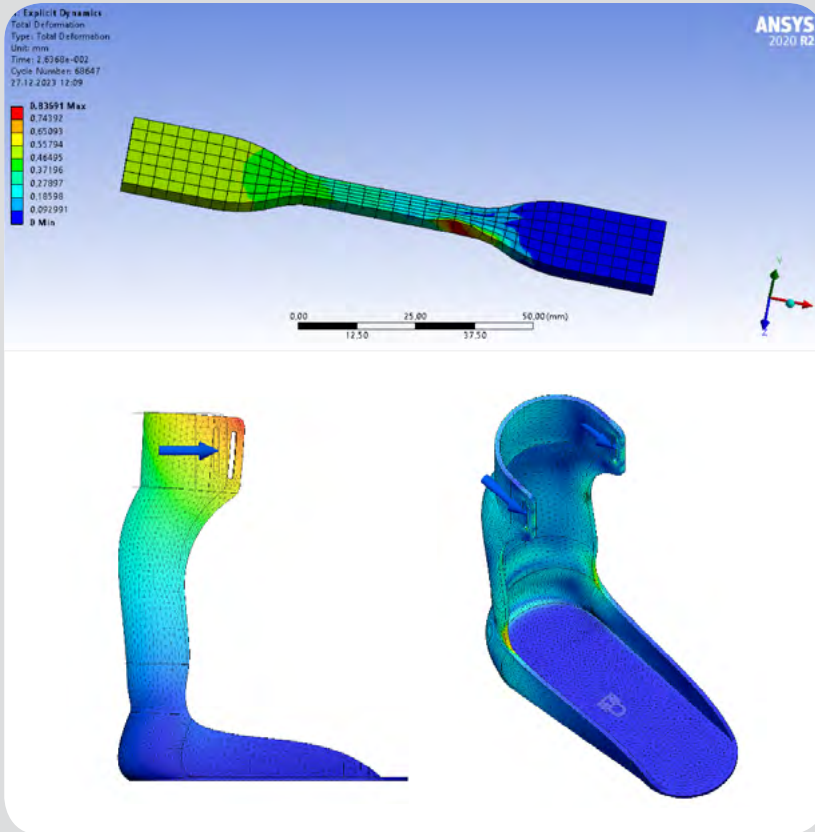 Explicit Dynamics
Total Deformation
Type: Total Deformation
Unit: mm
Time: 2,6368e-002
Cycle Number: 68647
27.12.2023 12:09
ANSYS
2020 R2
0,83691 Max
0,74392
0,65093
0,55794
0,46495
0,37196
0,27897
0,18598
0,092991
0 Min
Y
Z
0,00 25,00 50,00 (mm)
12,50 37,50